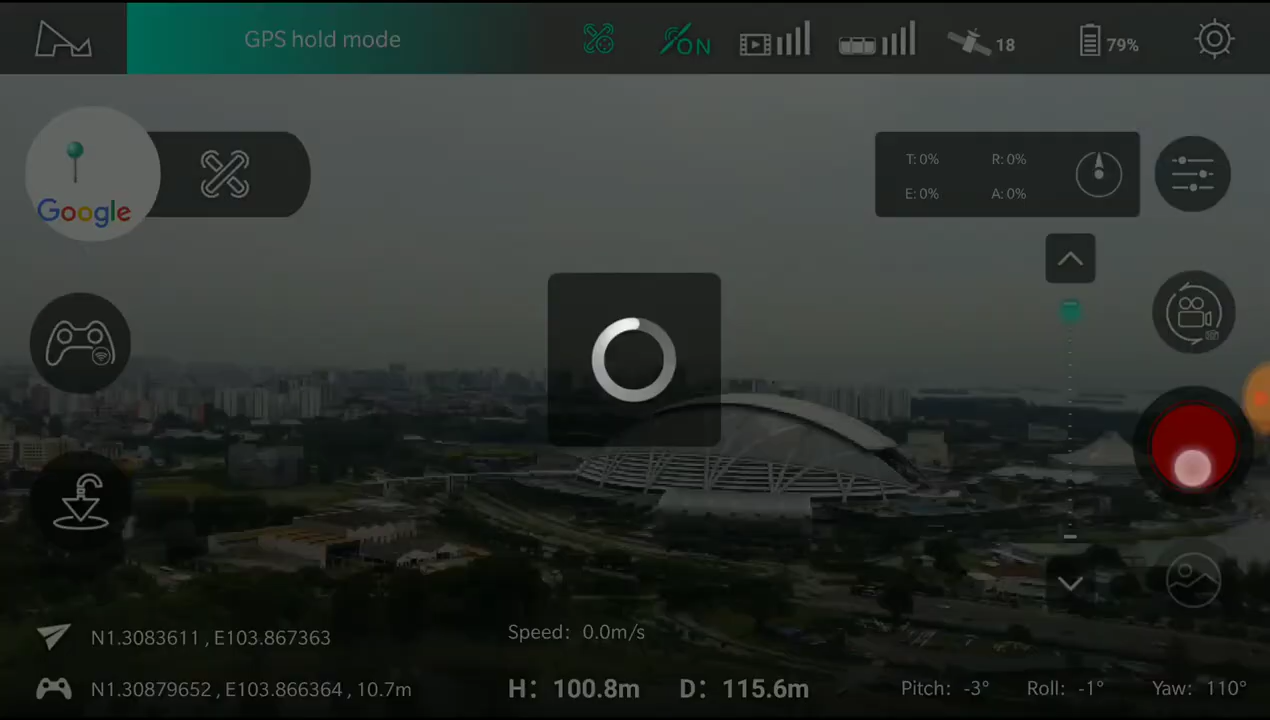 GPS hold mode
ON
18
79%
Google
T: 0%
R: 0%
E: 0%
A: 0%
N1.3083611 , E103.867363
Speed: 0.0m/s
N1.30879652 , E103.866364 , 10.7m
H: 100.8m
D: 115.6m
Pitch: -3°
Roll: -1°
Yaw: 110°